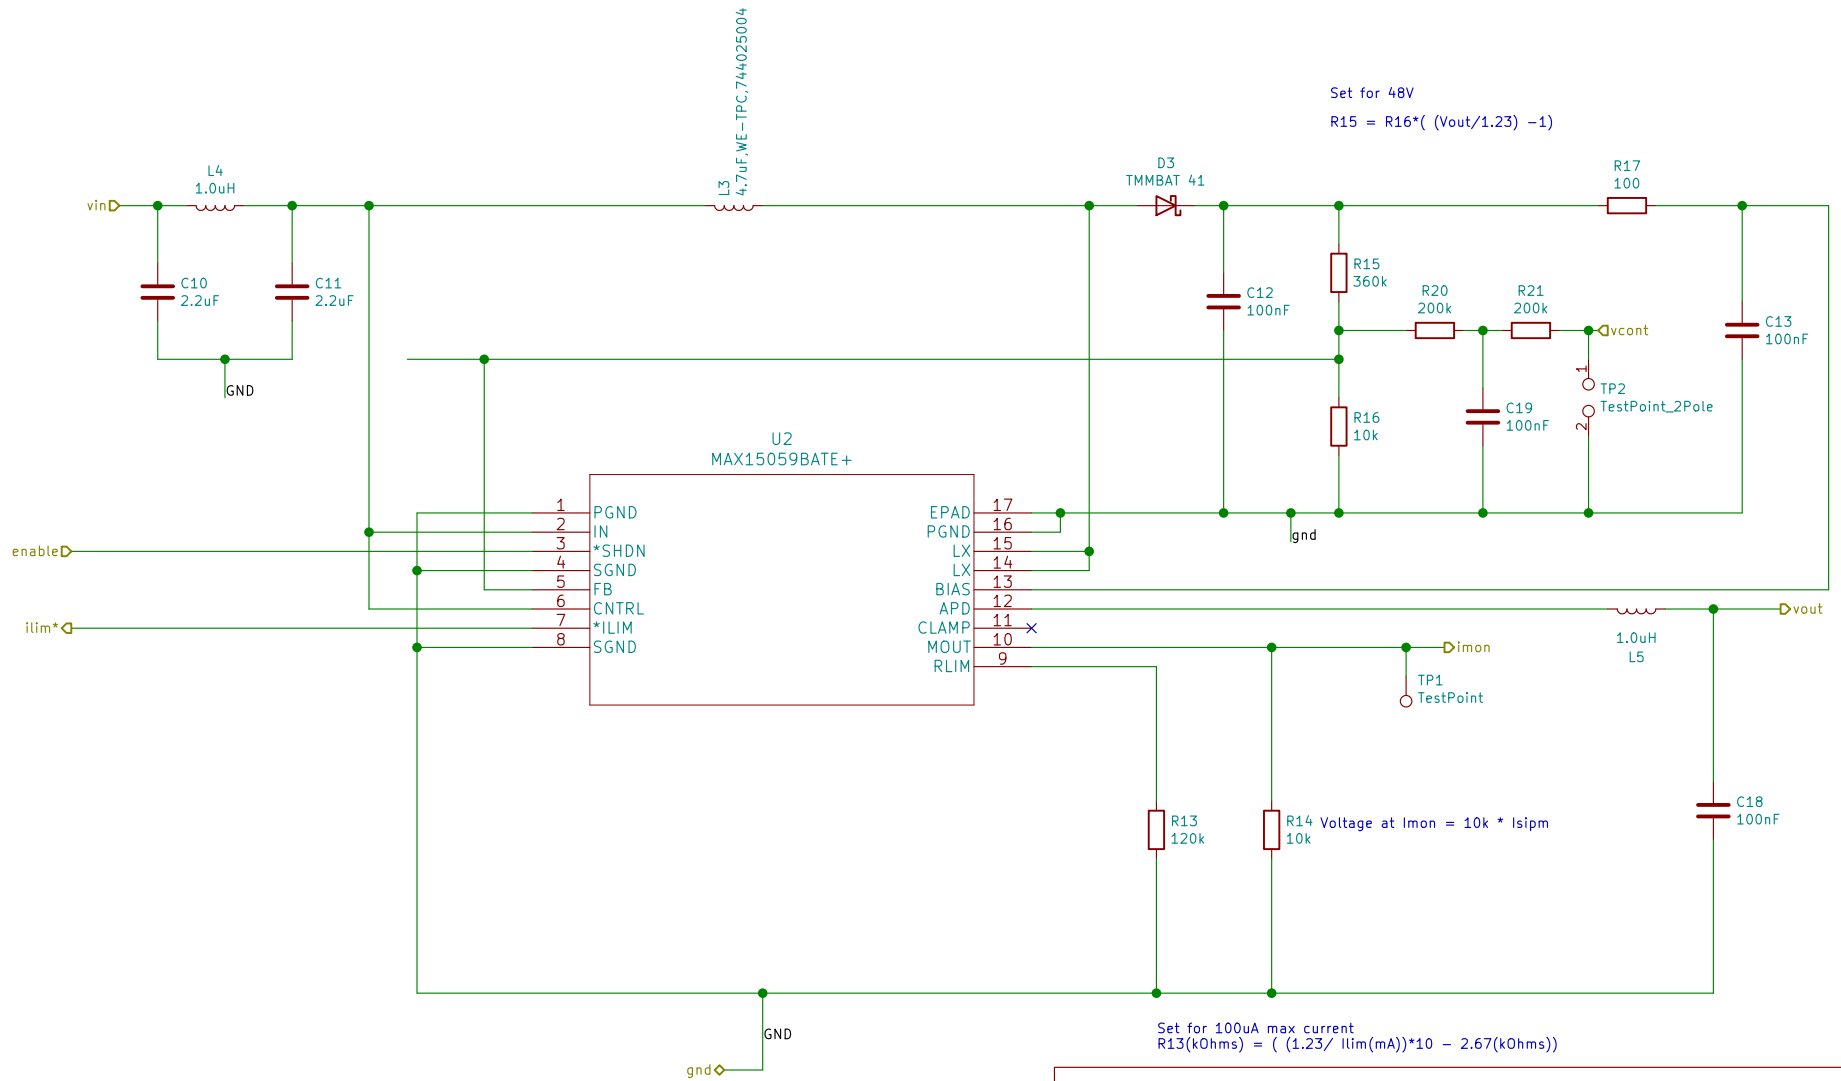 4.7uF,WE-TPC,744025004
L3
Set for 48V
R15 = R16*( (Vout/1.23) -1)
L4
1.0uH
D3
TMMBAT 41
R17
100
vin
C10
2.2uF
C11
2.2uF
GND
C12
100nF
R15
360k
R20
200k
R21
200k
vcont
C13
100nF
1
TP2
TestPoint_2Pole
2
C19
100nF
R16
10k
U2
MAX15059BATE+
enable
ilim*
1 PGND
2 IN
3 *SHDN
4 SGND
5 FB
6 CNTRL
7 *ILIM
8 SGND
EPAD 17
PGND 16
LX 15
LX 14
BIAS 13
APD 12
CLAMP 11
MOUT 10
RLIM 9
gnd
vout
1.0uH
L5
imon
TP1
TestPoint
R13
120k
R14
10k
Voltage at Imon = 10k * Isipm
C18
100nF
GND
gnd
Set for 100uA max current
R13(kOhms) = ( (1.23/ Ilim(mA))*10 - 2.67(kOhms))